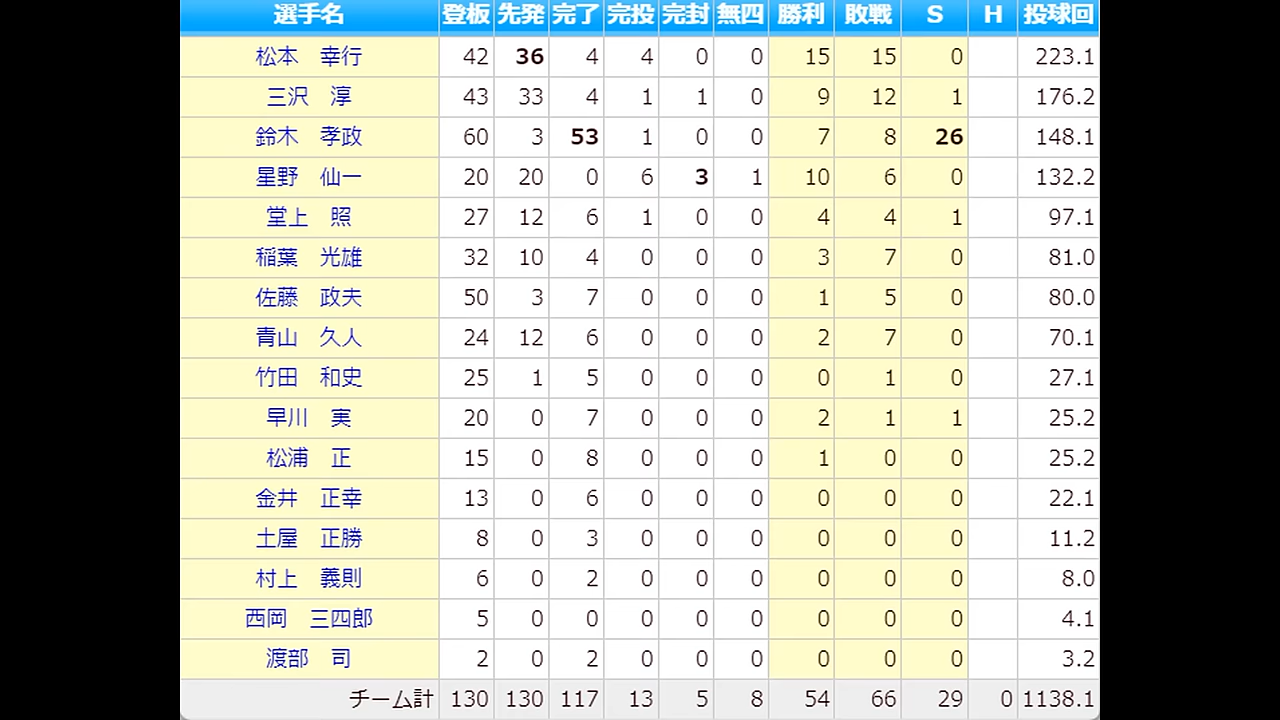 選手名 登板 先発 完了 完投 完封 無四 勝利 敗戦 S H 投球回
松本 幸行 42 36 4 4 0 0 15 15 0 223.1
三沢 淳 43 33 4 1 1 0 9 12 1 176.2
鈴木 孝政 60 3 53 1 0 0 7 8 26 148.1
星野 仙一 20 20 0 6 3 1 10 6 0 132.2
堂上 照 27 12 6 1 0 0 4 4 1 97.1
稲葉 光雄 32 10 4 0 0 0 3 7 0 81.0
佐藤 政夫 50 3 7 0 0 0 1 5 0 80.0
青山 久人 24 12 6 0 0 0 2 7 0 70.1
竹田 和史 25 1 5 0 0 0 0 1 0 27.1
早川 実 20 0 7 0 0 0 2 1 1 25.2
松浦 正 15 0 8 0 0 0 1 0 0 25.2
金井 正幸 13 0 6 0 0 0 0 0 0 22.1
土屋 正勝 8 0 3 0 0 0 0 0 0 11.2
村上 義則 6 0 2 0 0 0 0 0 0 8.0
西岡 三四郎 5 0 0 0 0 0 0 0 0 4.1
渡部 司 2 0 2 0 0 0 0 0 0 3.2
チーム計 130 130 117 13 5 8 54 66 29 0 1138.1